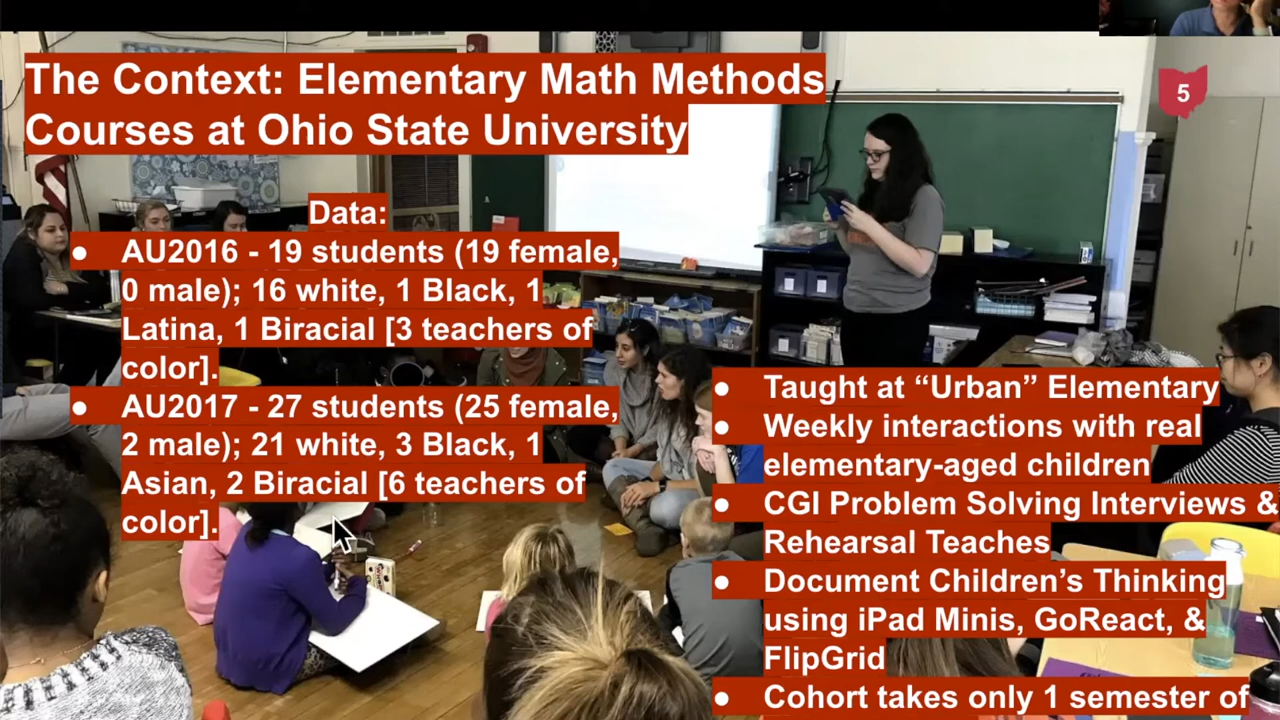 The Context: Elementary Math Methods
Courses at Ohio State University
5
Data:
● AU2016 - 19 students (19 female,
0 male); 16 white, 1 Black, 1
Latina, 1 Biracial [3 teachers of
color].
● AU2017 - 27 students (25 female,
2 male); 21 white, 3 Black, 1
Asian, 2 Biracial [6 teachers of
color].
● Taught at “Urban” Elementary
● Weekly interactions with real
elementary-aged children
● CGI Problem Solving Interviews &
Rehearsal Teaches
● Document Children’s Thinking
using iPad Minis, GoReact, &
FlipGrid
● Cohort takes only 1 semester of